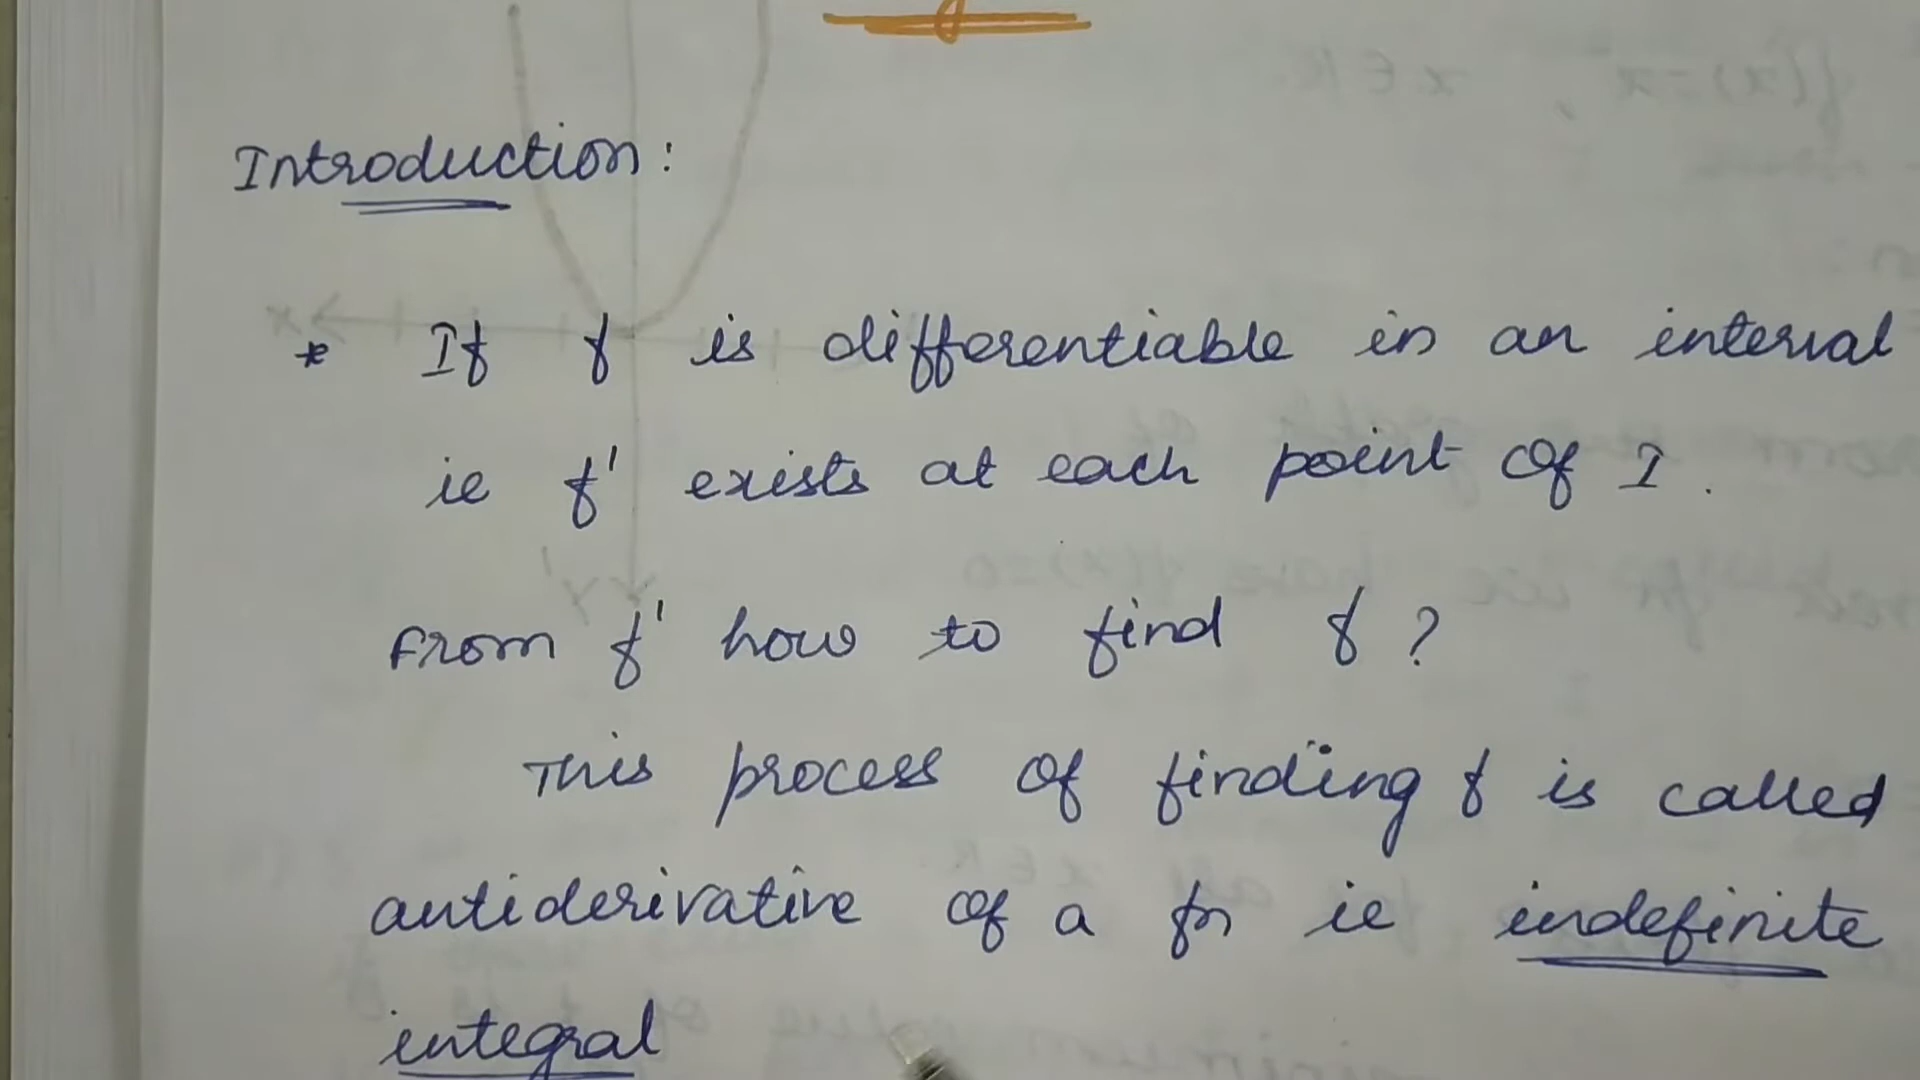 Introduction:
* If f is differentiable in an interval
ie f' exists at each point of I.
From f' how to find f?
This process of finding f is called
antiderivative of a fn ie indefinite
integral